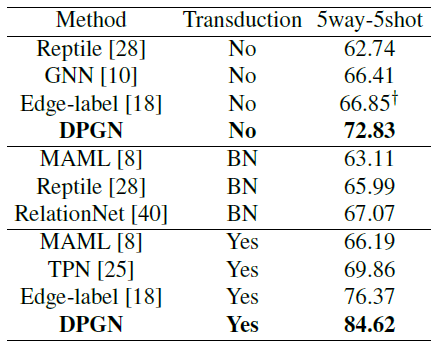 Method Transduction 5way-5shot
Reptile [28] No 62.74
GNN [10] No 66.41
Edge-label [18] No 66.85†
DPGN No 72.83
MAML [8] BN 63.11
Reptile [28] BN 65.99
RelationNet [40] BN 67.07
MAML [8] Yes 66.19
TPN [25] Yes 69.86
Edge-label [18] Yes 76.37
DPGN Yes 84.62